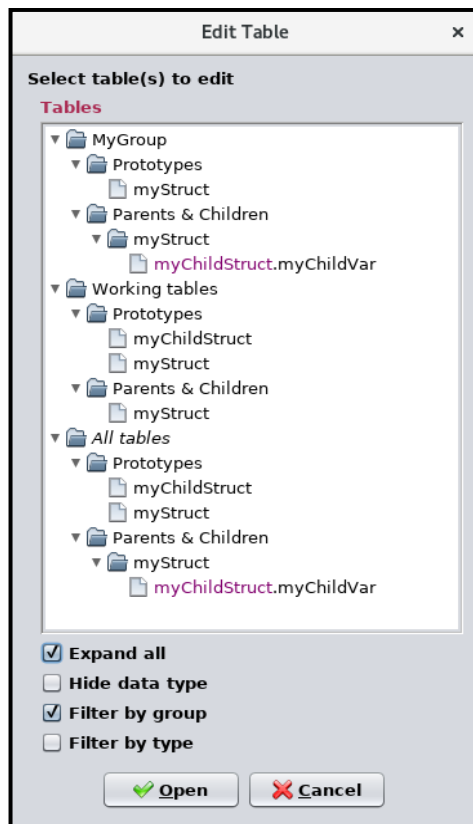 Edit Table
Select table(s) to edit
Tables
MyGroup
Prototypes
myStruct
Parents & Children
myStruct
myChildStruct.myChildVar
Working tables
Prototypes
myChildStruct
myStruct
Parents & Children
myStruct
All tables
Prototypes
myChildStruct
myStruct
Parents & Children
myStruct
myChildStruct.myChildVar
Expand all
Hide data type
Filter by group
Filter by type
Open Cancel